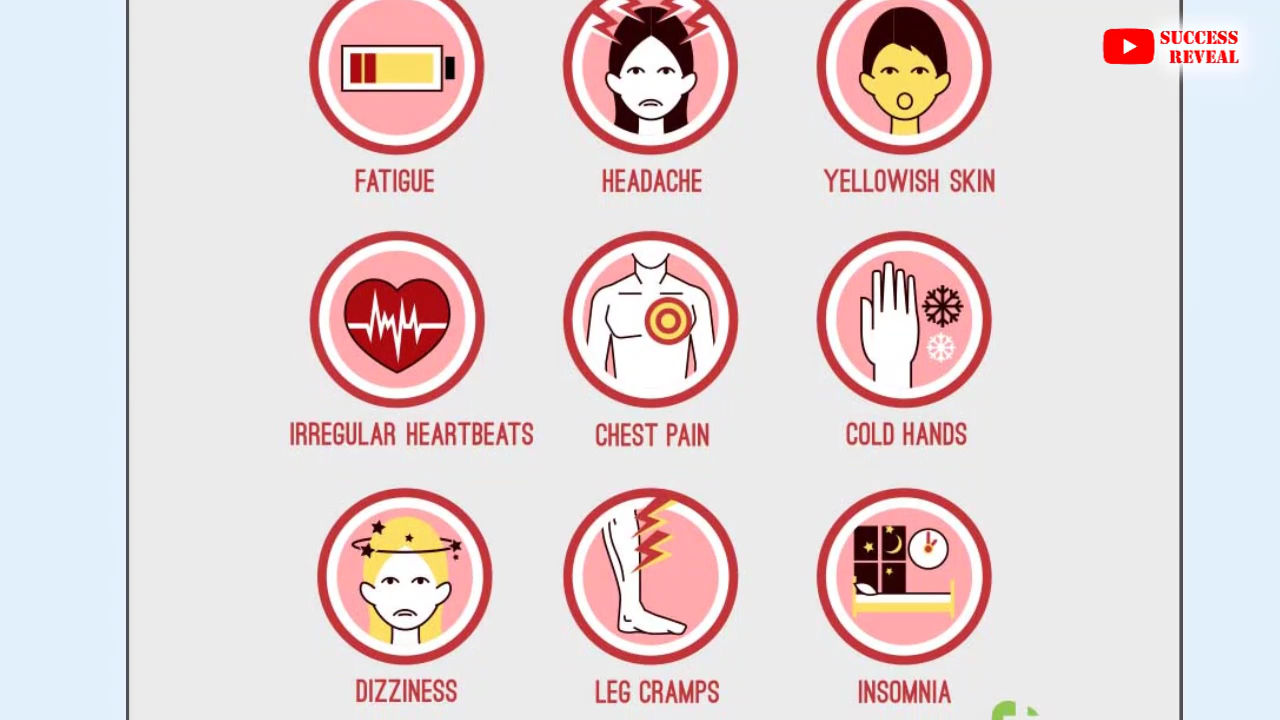 SUCCESS
REVEAL
FATIGUE
HEADACHE
YELLOWISH SKIN
IRREGULAR HEARTBEATS
CHEST PAIN
COLD HANDS
DIZZINESS
LEG CRAMPS
INSOMNIA